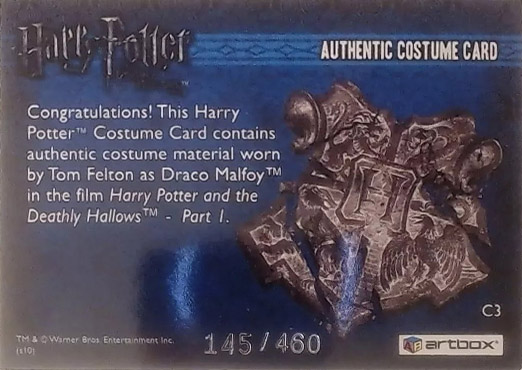 Harry Potter™
AUTHENTIC COSTUME CARD
Congratulations! This Harry
Potter™ Costume Card contains
authentic costume material worn
by Tom Felton as Draco Malfoy™
in the film Harry Potter and the
Deathly Hallows™ - Part 1.
H
C3
TM & © Warner Bros. Entertainment Inc.
(s10)
145/460
artbox